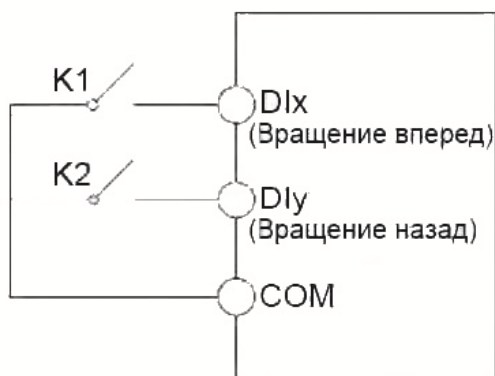 K1
DIx
(Вращение вперед)
K2
DIy
(Вращение назад)
COM